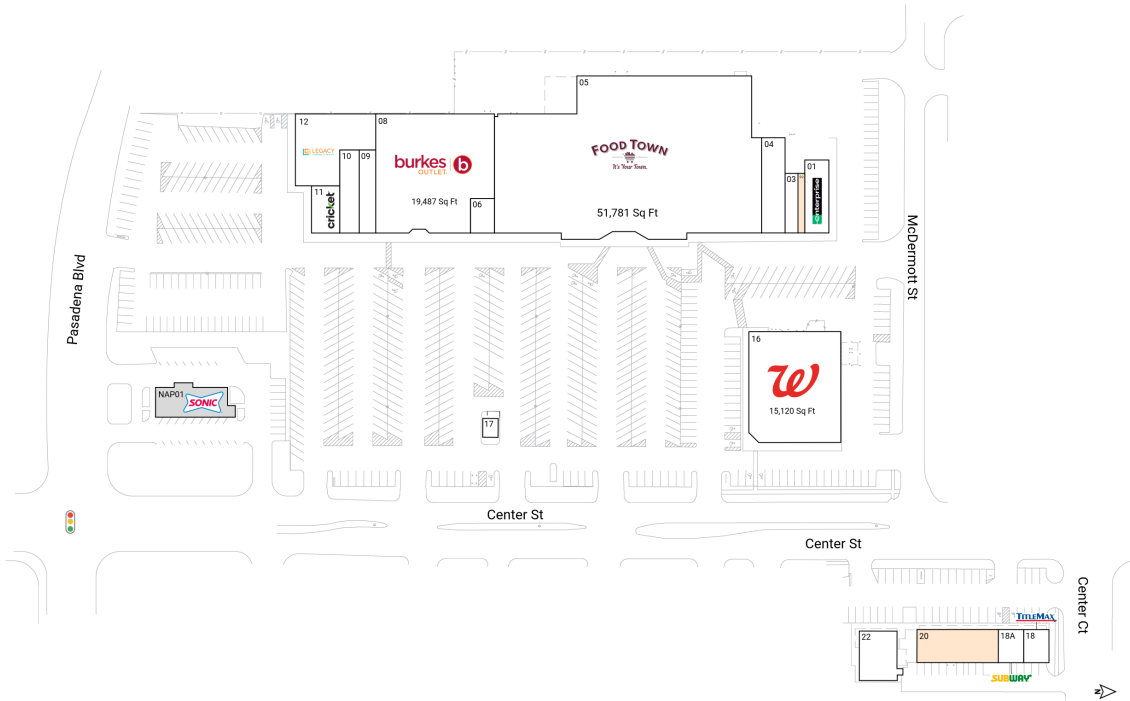 05
FOOD TOWN
It's Your Town.
51,781 Sq Ft
12
LEGACY
08
burkes b
OUTLET
19,487 Sq Ft
10
09
11
cricket
06
04
03
01
enterprise
McDermott St
Pasadena Blvd
16
W
15,120 Sq Ft
NAP01
SONIC
17
Center St
Center St
Center Ct
TITLEMAX
22
20
18A
18
SUBWAY
N